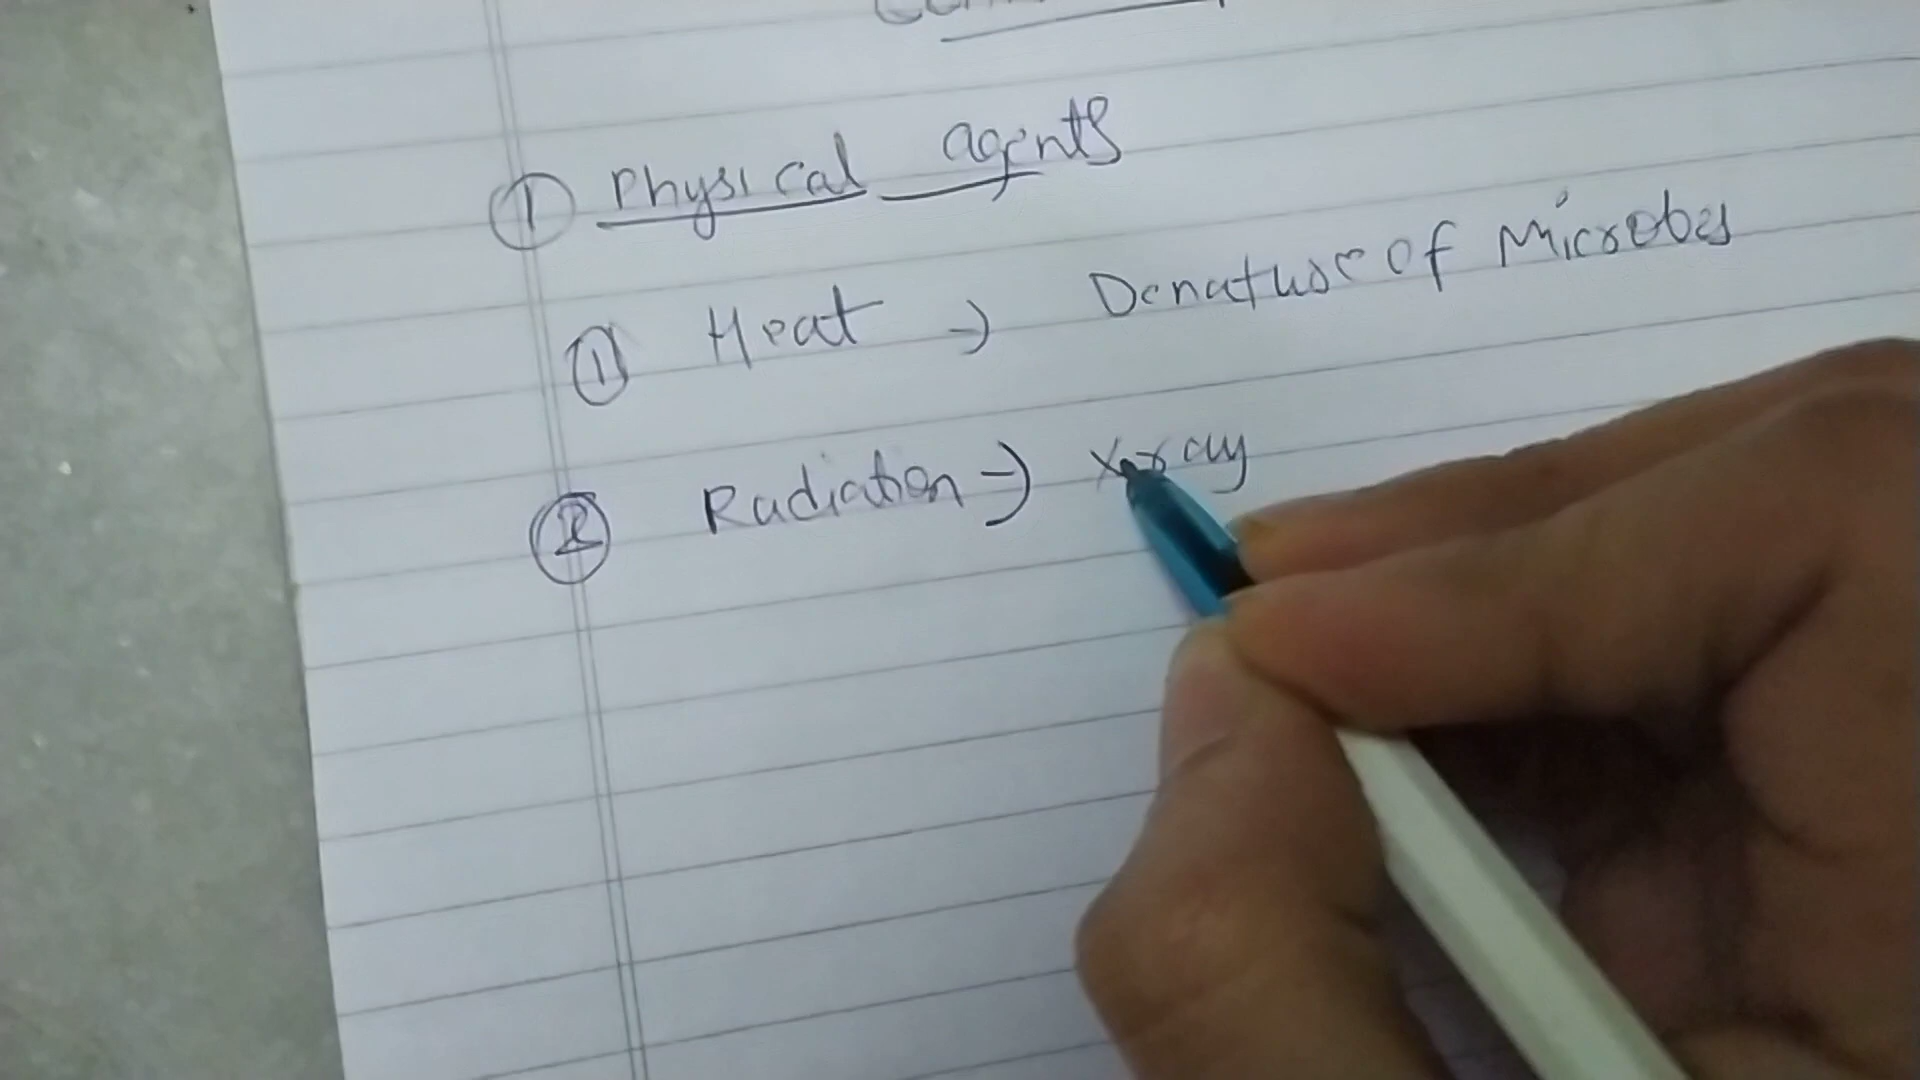 ① Physical agents
① Heat → Denature of Microbes
② Radiation → X-ray